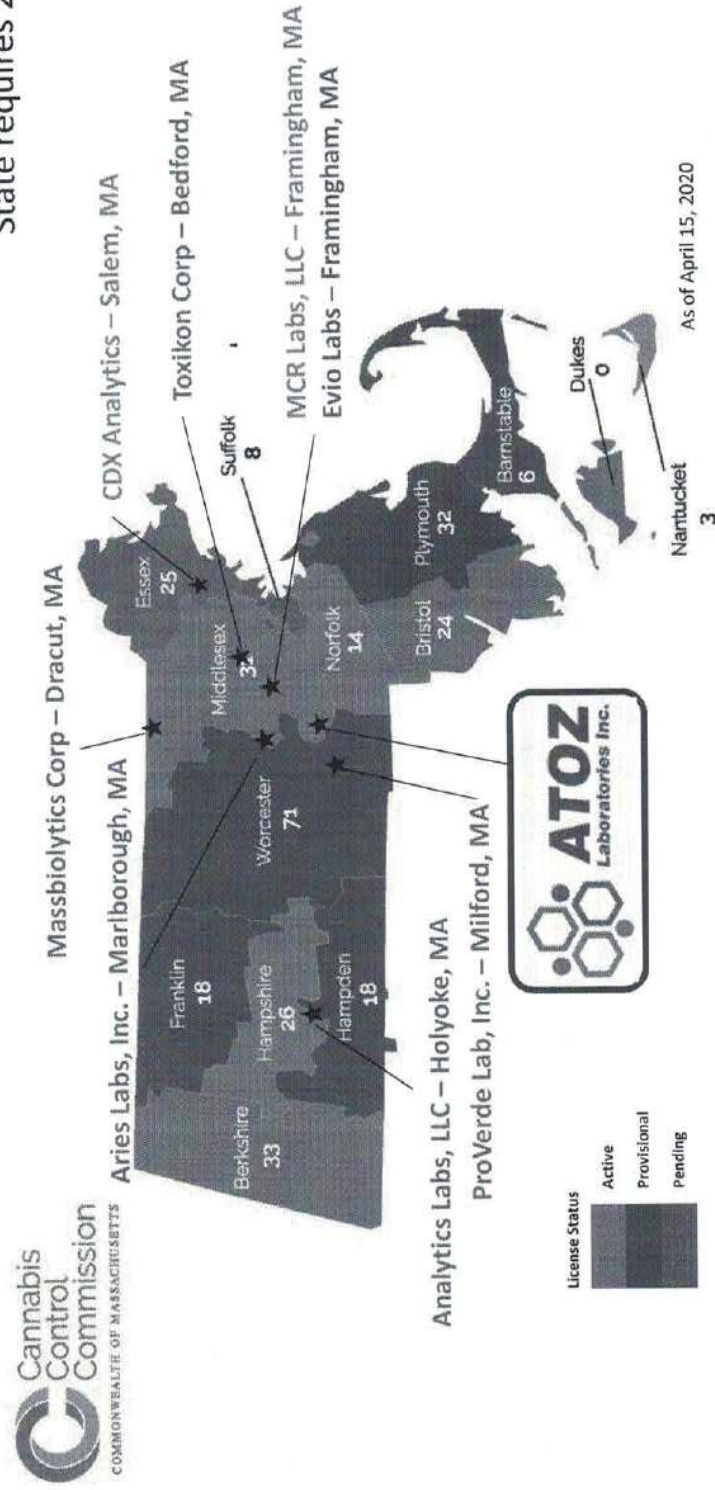 State requires 2
Cannabis
Control
Commission
COMMONWEALTH OF MASSACHUSETTS
Massbiolytics Corp – Dracut, MA
CDX Analytics – Salem, MA
Aries Labs, Inc. – Marlborough, MA
Toxikon Corp – Bedford, MA
MCR Labs, LLC – Framingham, MA
Evio Labs – Framingham, MA
Berkshire
33
Franklin
18
Hampshire
26
Hampden
18
Worcester
71
Middlesex
Essex
25
Suffolk
8
Norfolk
14
Bristol
24
Plymouth
32
Barnstable
6
Dukes
0
Nantucket
3
Analytics Labs, LLC – Holyoke, MA
ProVerde Lab, Inc. – Milford, MA
ATOZ
Laboratories Inc.
License Status
Active
Provisional
Pending
As of April 15, 2020